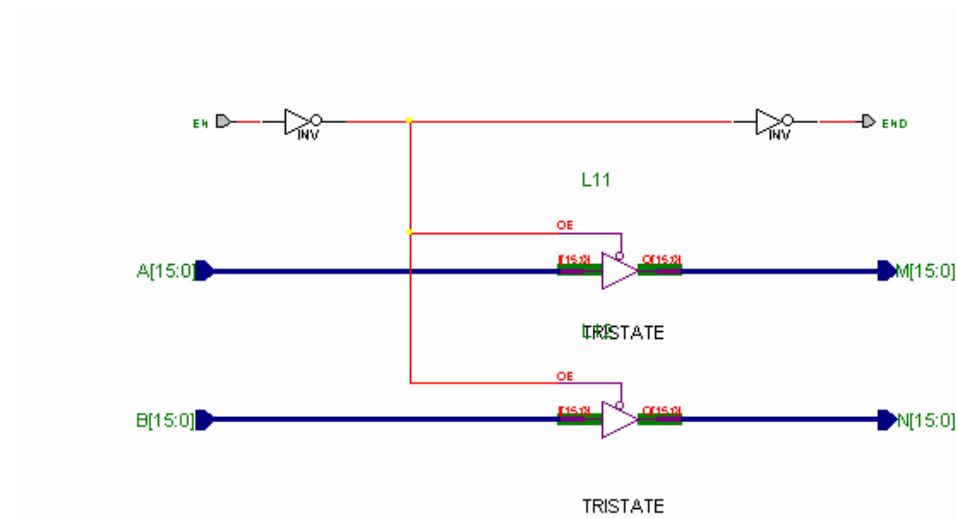 EN INV INV END
L11
OE
A[15:0] I[15:0] O[15:0] M[15:0]
L12 TRISTATE
OE
B[15:0] I[15:0] O[15:0] N[15:0]
TRISTATE